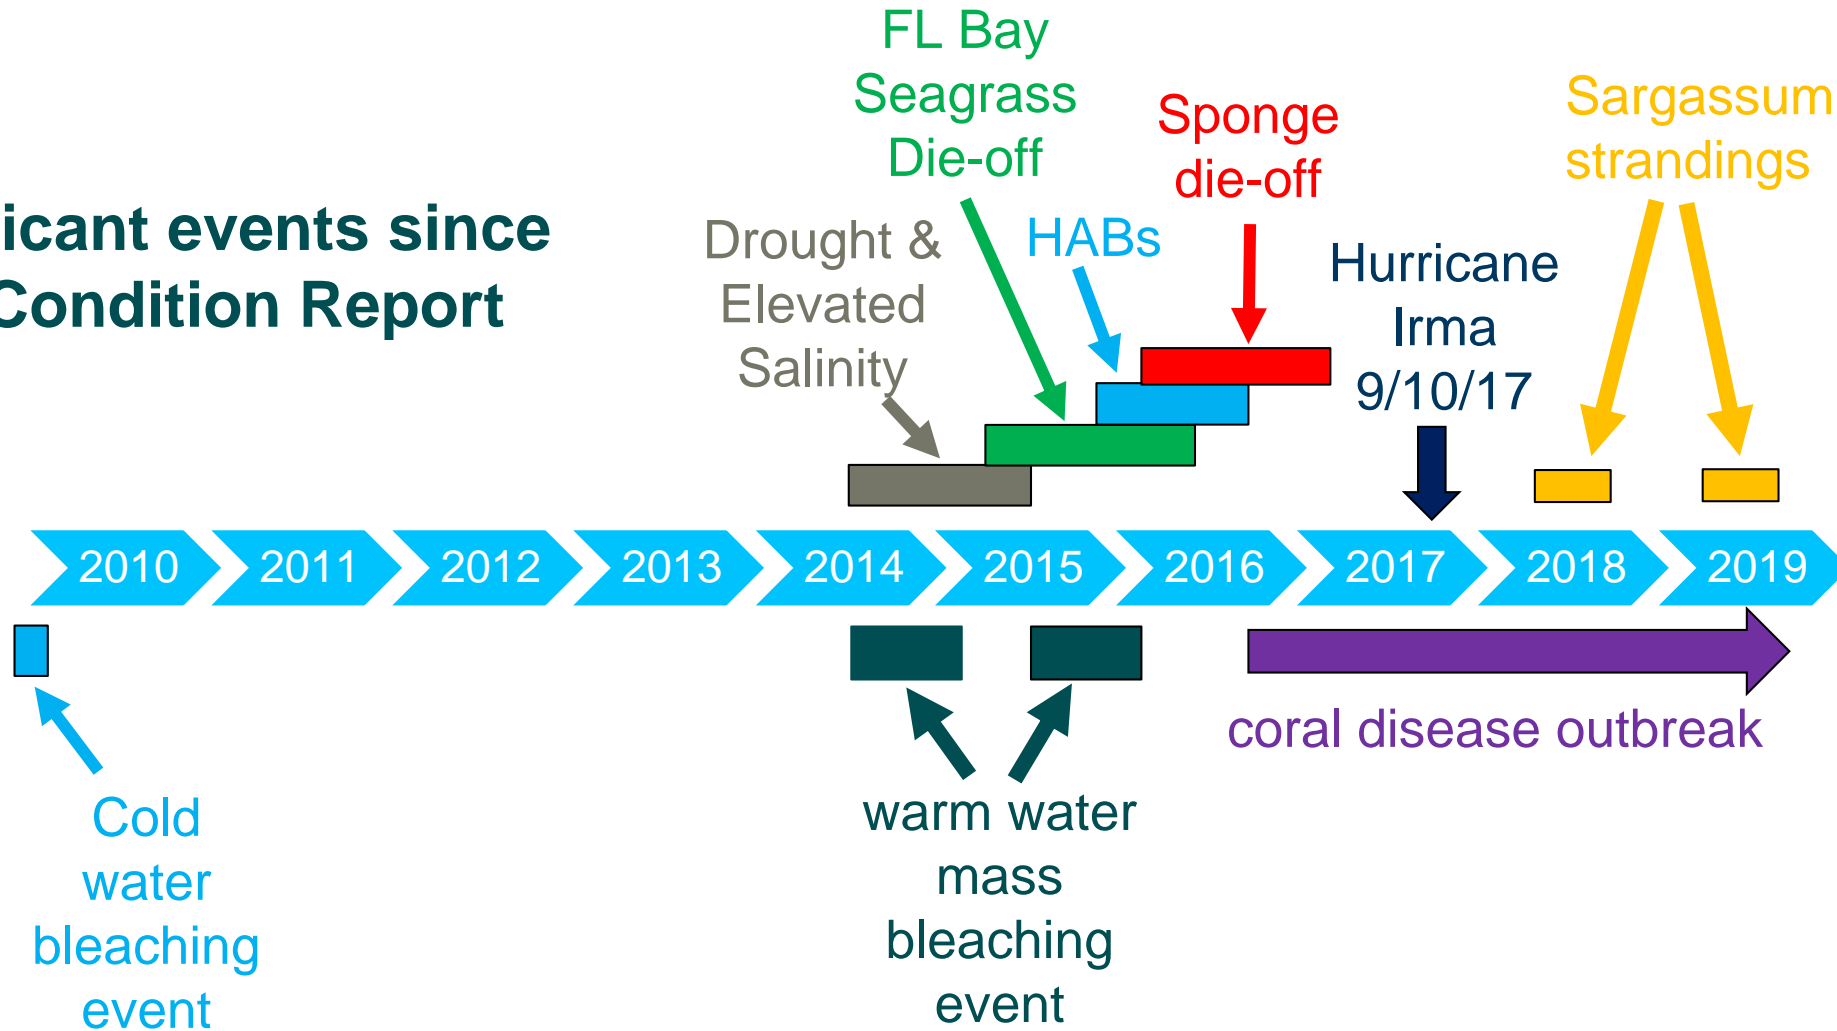 icant events since
Condition Report
FL Bay
Seagrass
Die-off
Sponge
die-off
Sargassum
strandings
Drought &
Elevated
Salinity
HABs
Hurricane
Irma
9/10/17
2010 2011 2012 2013 2014 2015 2016 2017 2018 2019
Cold
water
bleaching
event
warm water
mass
bleaching
event
coral disease outbreak